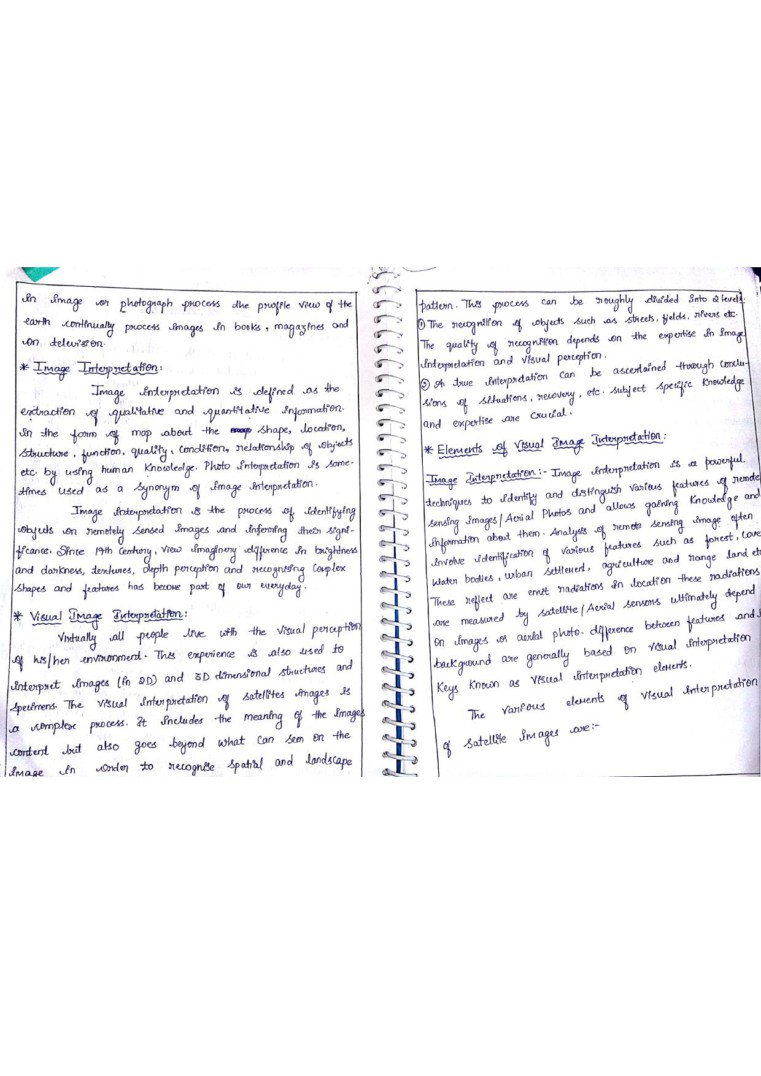 In Image or photograph process the profile view of the
earth continually process images in books, magazines and
on television.
* Image Interpretation:
Image interpretation is defined as the
extraction of qualitative and quantitative information.
In the form of map about the shape, location,
structure, function, quality, condition, relationship of objects
etc. by using human knowledge. Photo interpretation is some-
times used as a synonym of image interpretation.
Image interpretation is the process of identifying
objects on remotely sensed images and inferring their signi-
ficance. Since 19th Century, view imaginery difference in brightness
and darkness, textures, depth perception and recognising complex
shapes and features has become part of our everyday.
* Visual Image Interpretation:
Virtually all people live with the visual perception
of his/her environment. This experience is also used to
interpret images (in 2D) and 3D dimensional structures and
specimens. The visual interpretation of satellites images is
a complex process. It includes the meaning of the images
content but also goes beyond what can seen on the
image in order to recognise spatial and landscape
pattern. This process can be roughly divided into 2 levels:
① The recognition of objects such as streets, fields, rivers etc.
The quality of recognition depends on the expertise in image
interpretation and visual perception.
② A true interpretation can be ascertained through conclu-
sions of situations, recovery, etc. subject specific knowledge
and expertise are crucial.
* Elements of Visual Image Interpretation:
Image Interpretation:- Image interpretation is a powerful
techniques to identify and distinguish various features of remote
sensing images/Aerial Photos and allows gaining knowledge and
information about them. Analysis of remote sensing image often
involve identification of various features such as forest,
water bodies, urban settlement, agriculture and range land etc
These reflect are emit radiations in location these radiations
are measured by satellite/Aerial sensors ultimately depend
on images or aerial photo. difference between features and
background are generally based on visual interpretation
keys known as visual interpretation elements.
The various elements of visual interpretation
of satellite images are:-